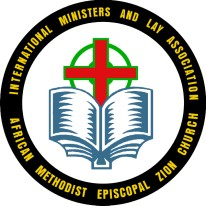 INTERNATIONAL MINISTERS AND LAY ASSOCIATION
AFRICAN METHODIST EPISCOPAL ZION CHURCH